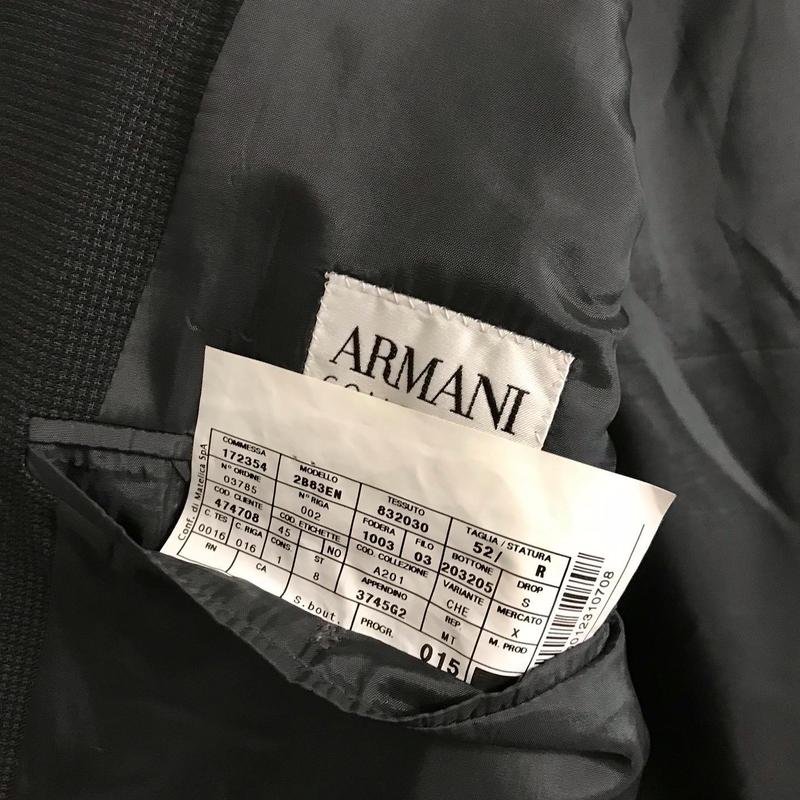 ARMANI
Conf. di Matelica SpA
COMMESSA MODELLO TESSUTO TAGLIA / STATURA
172354 2B83EN 832030 52/ R
N° ORDINE N° RIGA FODERA FILO BOTTONE DROP
03785 002 1003 03 203205 S
COD. CLIENTE COD. ETICHETTE COD. COLLEZIONE VARIANTE MERCATO
474708 45 NO A201 CHE X
C. TES C. RIGA CONS ST APPENDINO REP M. PROD
0016 016 1 8 3745G2 MT
RN CA S.bout. PROGR. 015
012310708